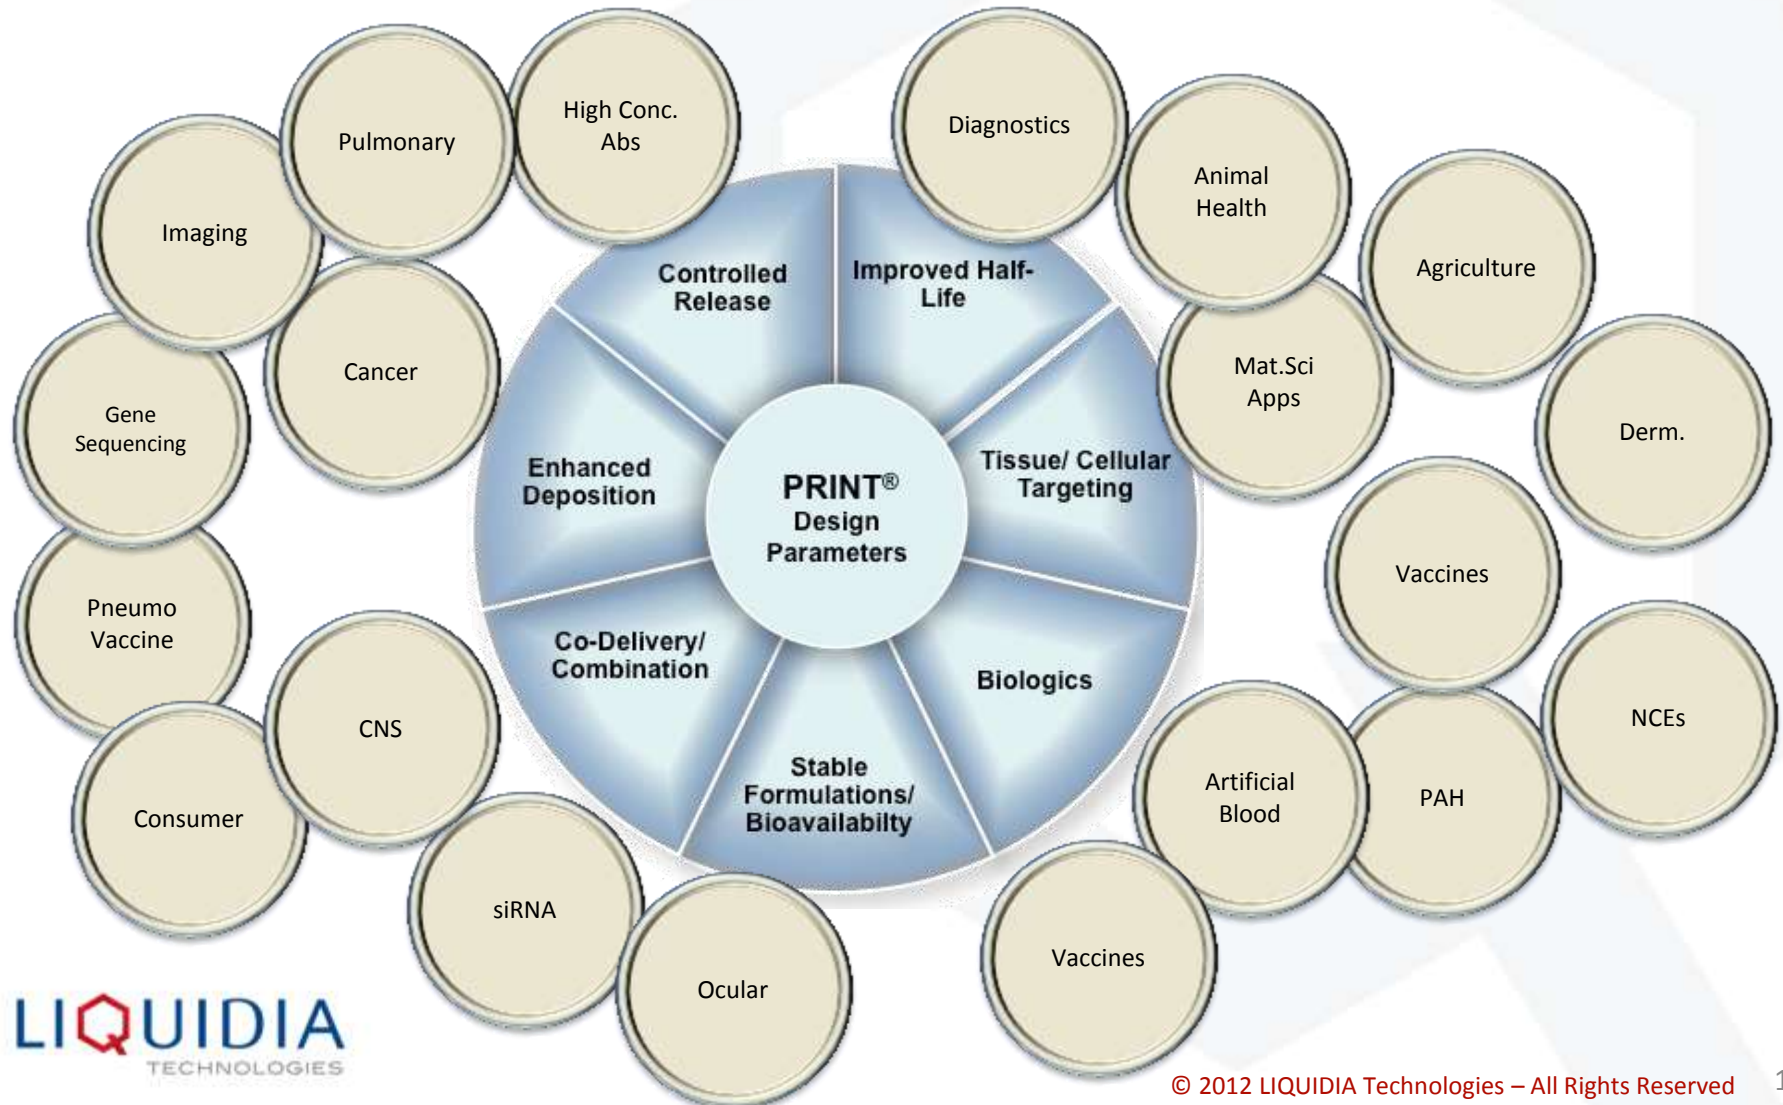 High Conc.
Abs
Pulmonary
Imaging
Cancer
Gene
Sequencing
Pneumo
Vaccine
CNS
Consumer
siRNA
Ocular
Diagnostics
Animal
Health
Agriculture
Mat.Sci
Apps
Derm.
Vaccines
NCEs
PAH
Artificial
Blood
Vaccines
Controlled
Release
Improved Half-
Life
Enhanced
Deposition
Tissue/ Cellular
Targeting
PRINT®
Design
Parameters
Co-Delivery/
Combination
Biologics
Stable
Formulations/
Bioavailabilty
LIQUIDIA
TECHNOLOGIES
© 2012 LIQUIDIA Technologies – All Rights Reserved